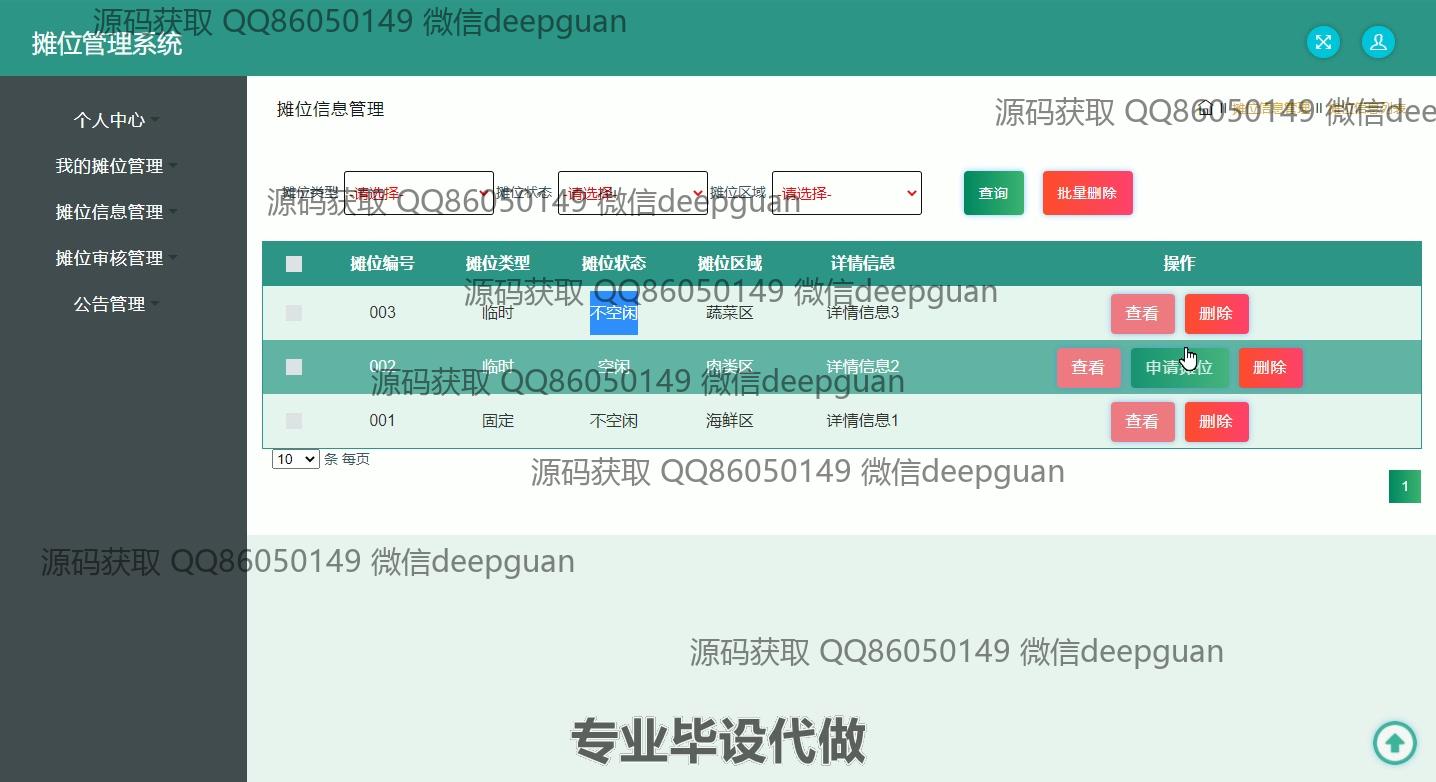 源码获取 QQ86050149 微信deepguan
摊位管理系统
个人中心
我的摊位管理
摊位信息管理
摊位审核管理
公告管理
摊位信息管理
源码获取 QQ86050149 微信dee
摊位信息管理 II 摊位信息列表
摊位类型 -请选择- 摊位状态 -请选择- 摊位区域 -请选择- 查询 批量删除
源码获取 QQ86050149 微信deepguan
摊位编号 摊位类型 摊位状态 摊位区域 详情信息 操作
源码获取 QQ86050149 微信deepguan
003 临时 不空闲 蔬菜区 详情信息3 查看 删除
002 临时 空闲 肉类区 详情信息2 查看 申请摊位 删除
源码获取 QQ86050149 微信deepguan
001 固定 不空闲 海鲜区 详情信息1 查看 删除
10 条 每页
源码获取 QQ86050149 微信deepguan
1
源码获取 QQ86050149 微信deepguan
源码获取 QQ86050149 微信deepguan
专业毕设代做